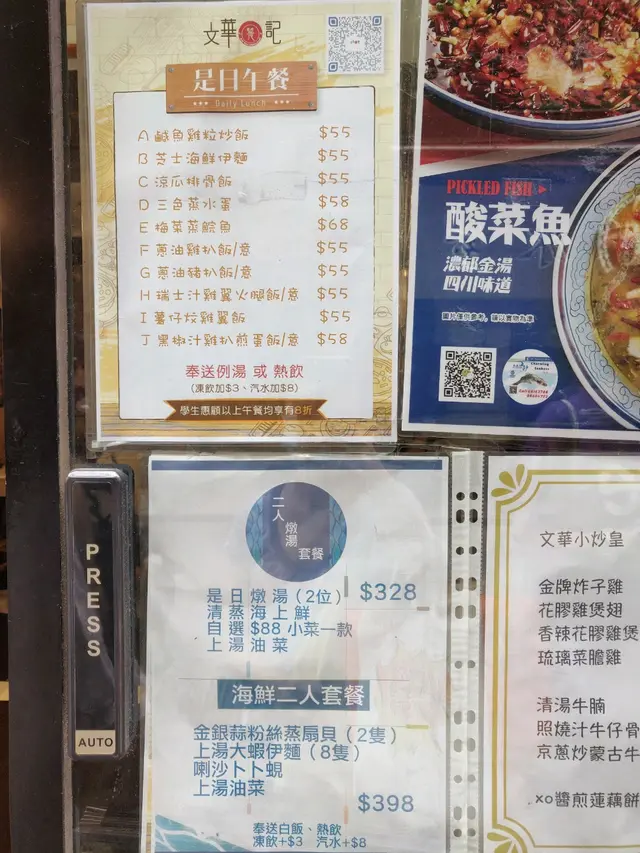 文華賓記
是日午餐
Daily Lunch
A 鹹魚雞粒炒飯 $55
B 芝士海鮮伊麵 $55
C 涼瓜排骨飯 $55
D 三色蒸水蛋 $58
E 梅菜蒸鯇魚 $68
F 蔥油雞扒飯/意 $55
G 蔥油豬扒飯/意 $55
H 瑞士汁雞翼火腿飯/意 $55
I 薯仔炆雞翼飯 $55
J 黑椒汁雞扒煎蛋飯/意 $58
奉送例湯 或 熱飲
(凍飲加$3、汽水加$8)
學生惠顧以上午餐均享有8折
PICKLED FISH
酸菜魚
濃郁金湯
四川味道
圖片僅供參考，碟以實物為準
PRESS
AUTO
二人
燉湯
套餐
是日燉湯（2位） $328
清蒸海上鮮
自選 $88 小菜一款
上湯油菜
海鮮二人套餐
金銀蒜粉絲蒸扇貝（2隻）
上湯大蝦伊麵（8隻）
喇沙卜卜蜆
上湯油菜
$398
奉送白飯、熱飲
凍飲+$3 汽水+$8
文華小炒皇
金牌炸子雞
花膠雞煲翅
香辣花膠雞煲
琉璃菜膽雞
清湯牛腩
照燒汁牛仔骨
京蔥炒蒙古牛
xo醬煎蓮藕餅